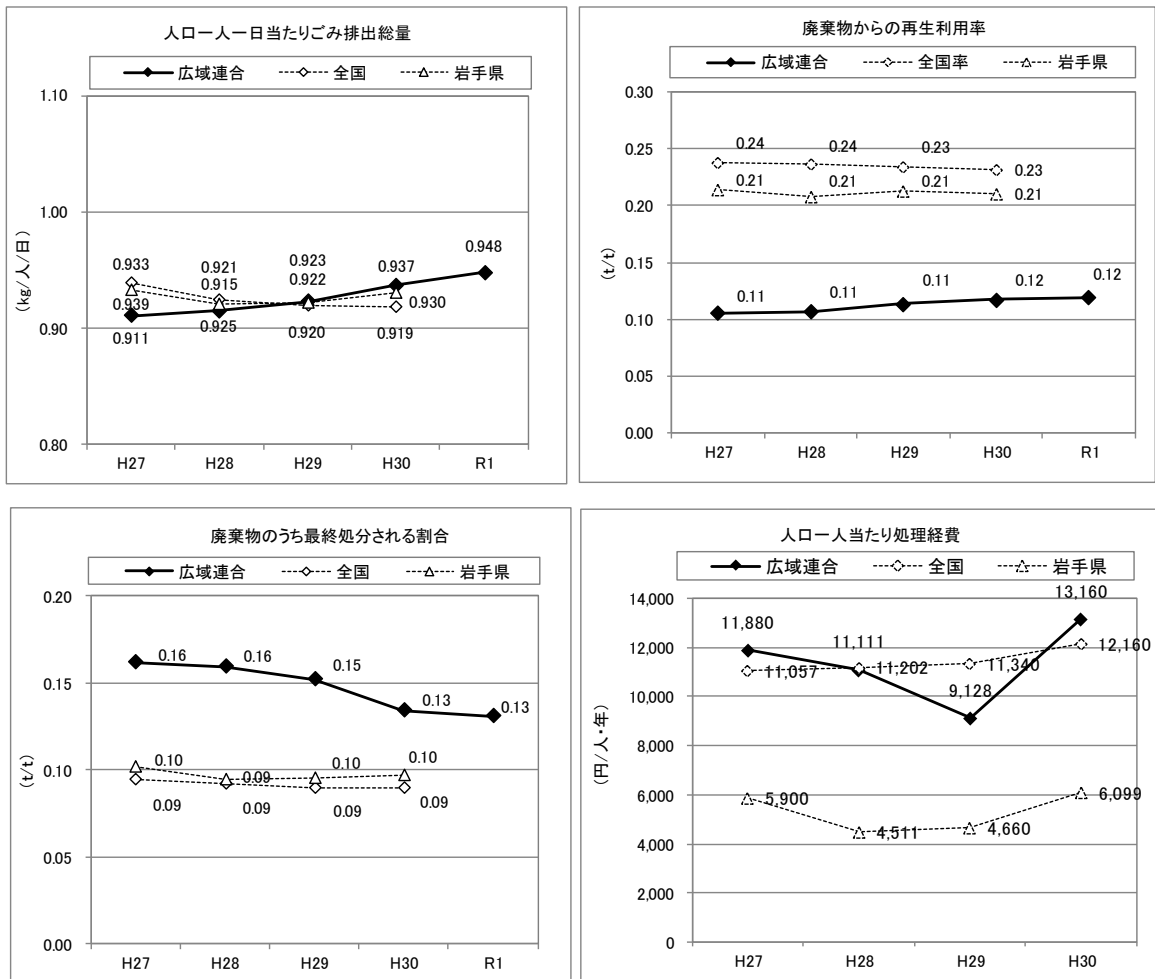 人口一人一日当たりごみ排出総量
広域連合 全国 岩手県
1.10
1.00
0.90
0.80
(kg/人/日)
0.933 0.921 0.923 0.937 0.948
0.915 0.922
0.939 0.930
0.911 0.925 0.920 0.919
H27 H28 H29 H30 R1
廃棄物からの再生利用率
広域連合 全国率 岩手県
0.30
0.25
0.20
0.15
0.10
0.05
0.00
(t/t)
0.24 0.24 0.23 0.23
0.21 0.21 0.21 0.21
0.11 0.11 0.11 0.12 0.12
H27 H28 H29 H30 R1
廃棄物のうち最終処分される割合
広域連合 全国 岩手県
0.20
0.15
0.10
0.05
0.00
(t/t)
0.16 0.16 0.15 0.13 0.13
0.10 0.09 0.10 0.10
0.09 0.09 0.09 0.09
H27 H28 H29 H30 R1
人口一人当たり処理経費
広域連合 全国 岩手県
14,000
12,000
10,000
8,000
6,000
4,000
2,000
0
(円/人・年)
11,880 11,111 9,128 13,160
11,057 11,202 11,340 12,160
5,900 4,511 4,660 6,099
H27 H28 H29 H30